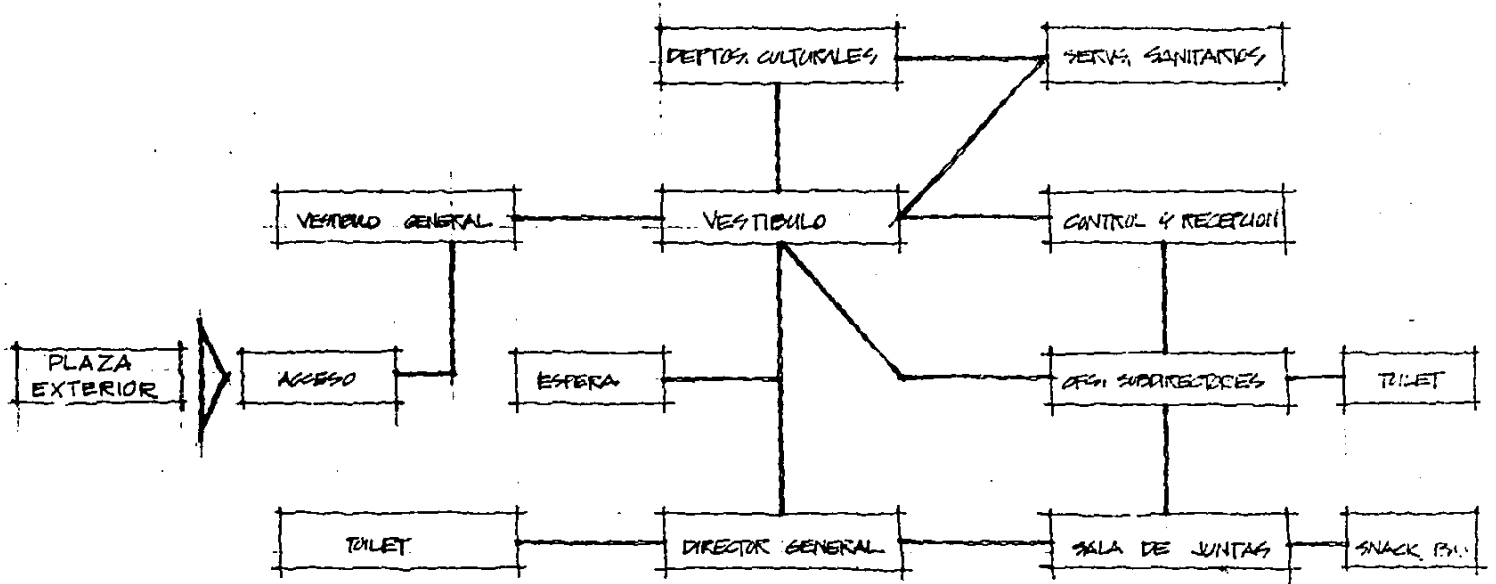 DEPTOS. CULTURALES
SERVS. SANITARIOS
VESTIBULO GENERAL
VESTIBULO
CONTROL Y RECEPCION
PLAZA
EXTERIOR
ACCESO
ESPERA
OFS. SUBDIRECTORES
TOILET
TOILET
DIRECTOR GENERAL
SALA DE JUNTAS
SNACK